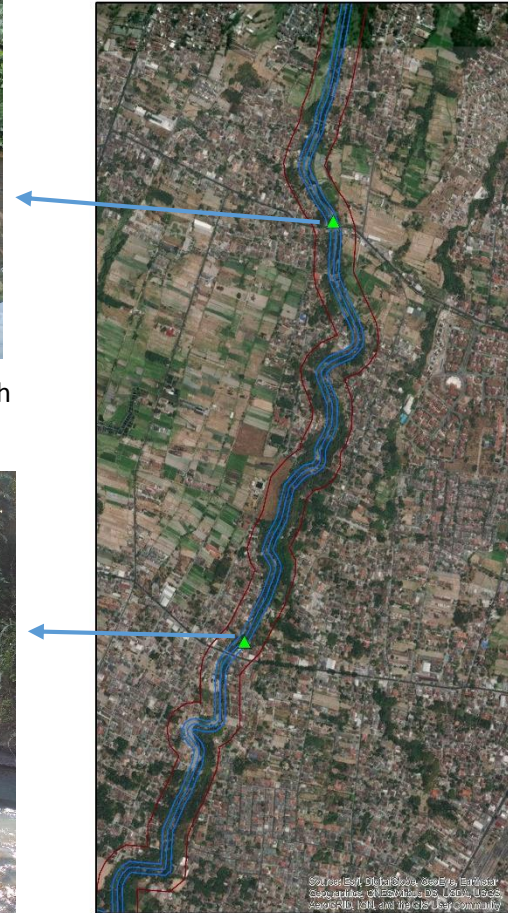 h
Source: Esri, DigitalGlobe, GeoEye, Earthstar
Geographics, CNES/Airbus DS, USDA, USGS,
AeroGRID, IGN, and the GIS User Community